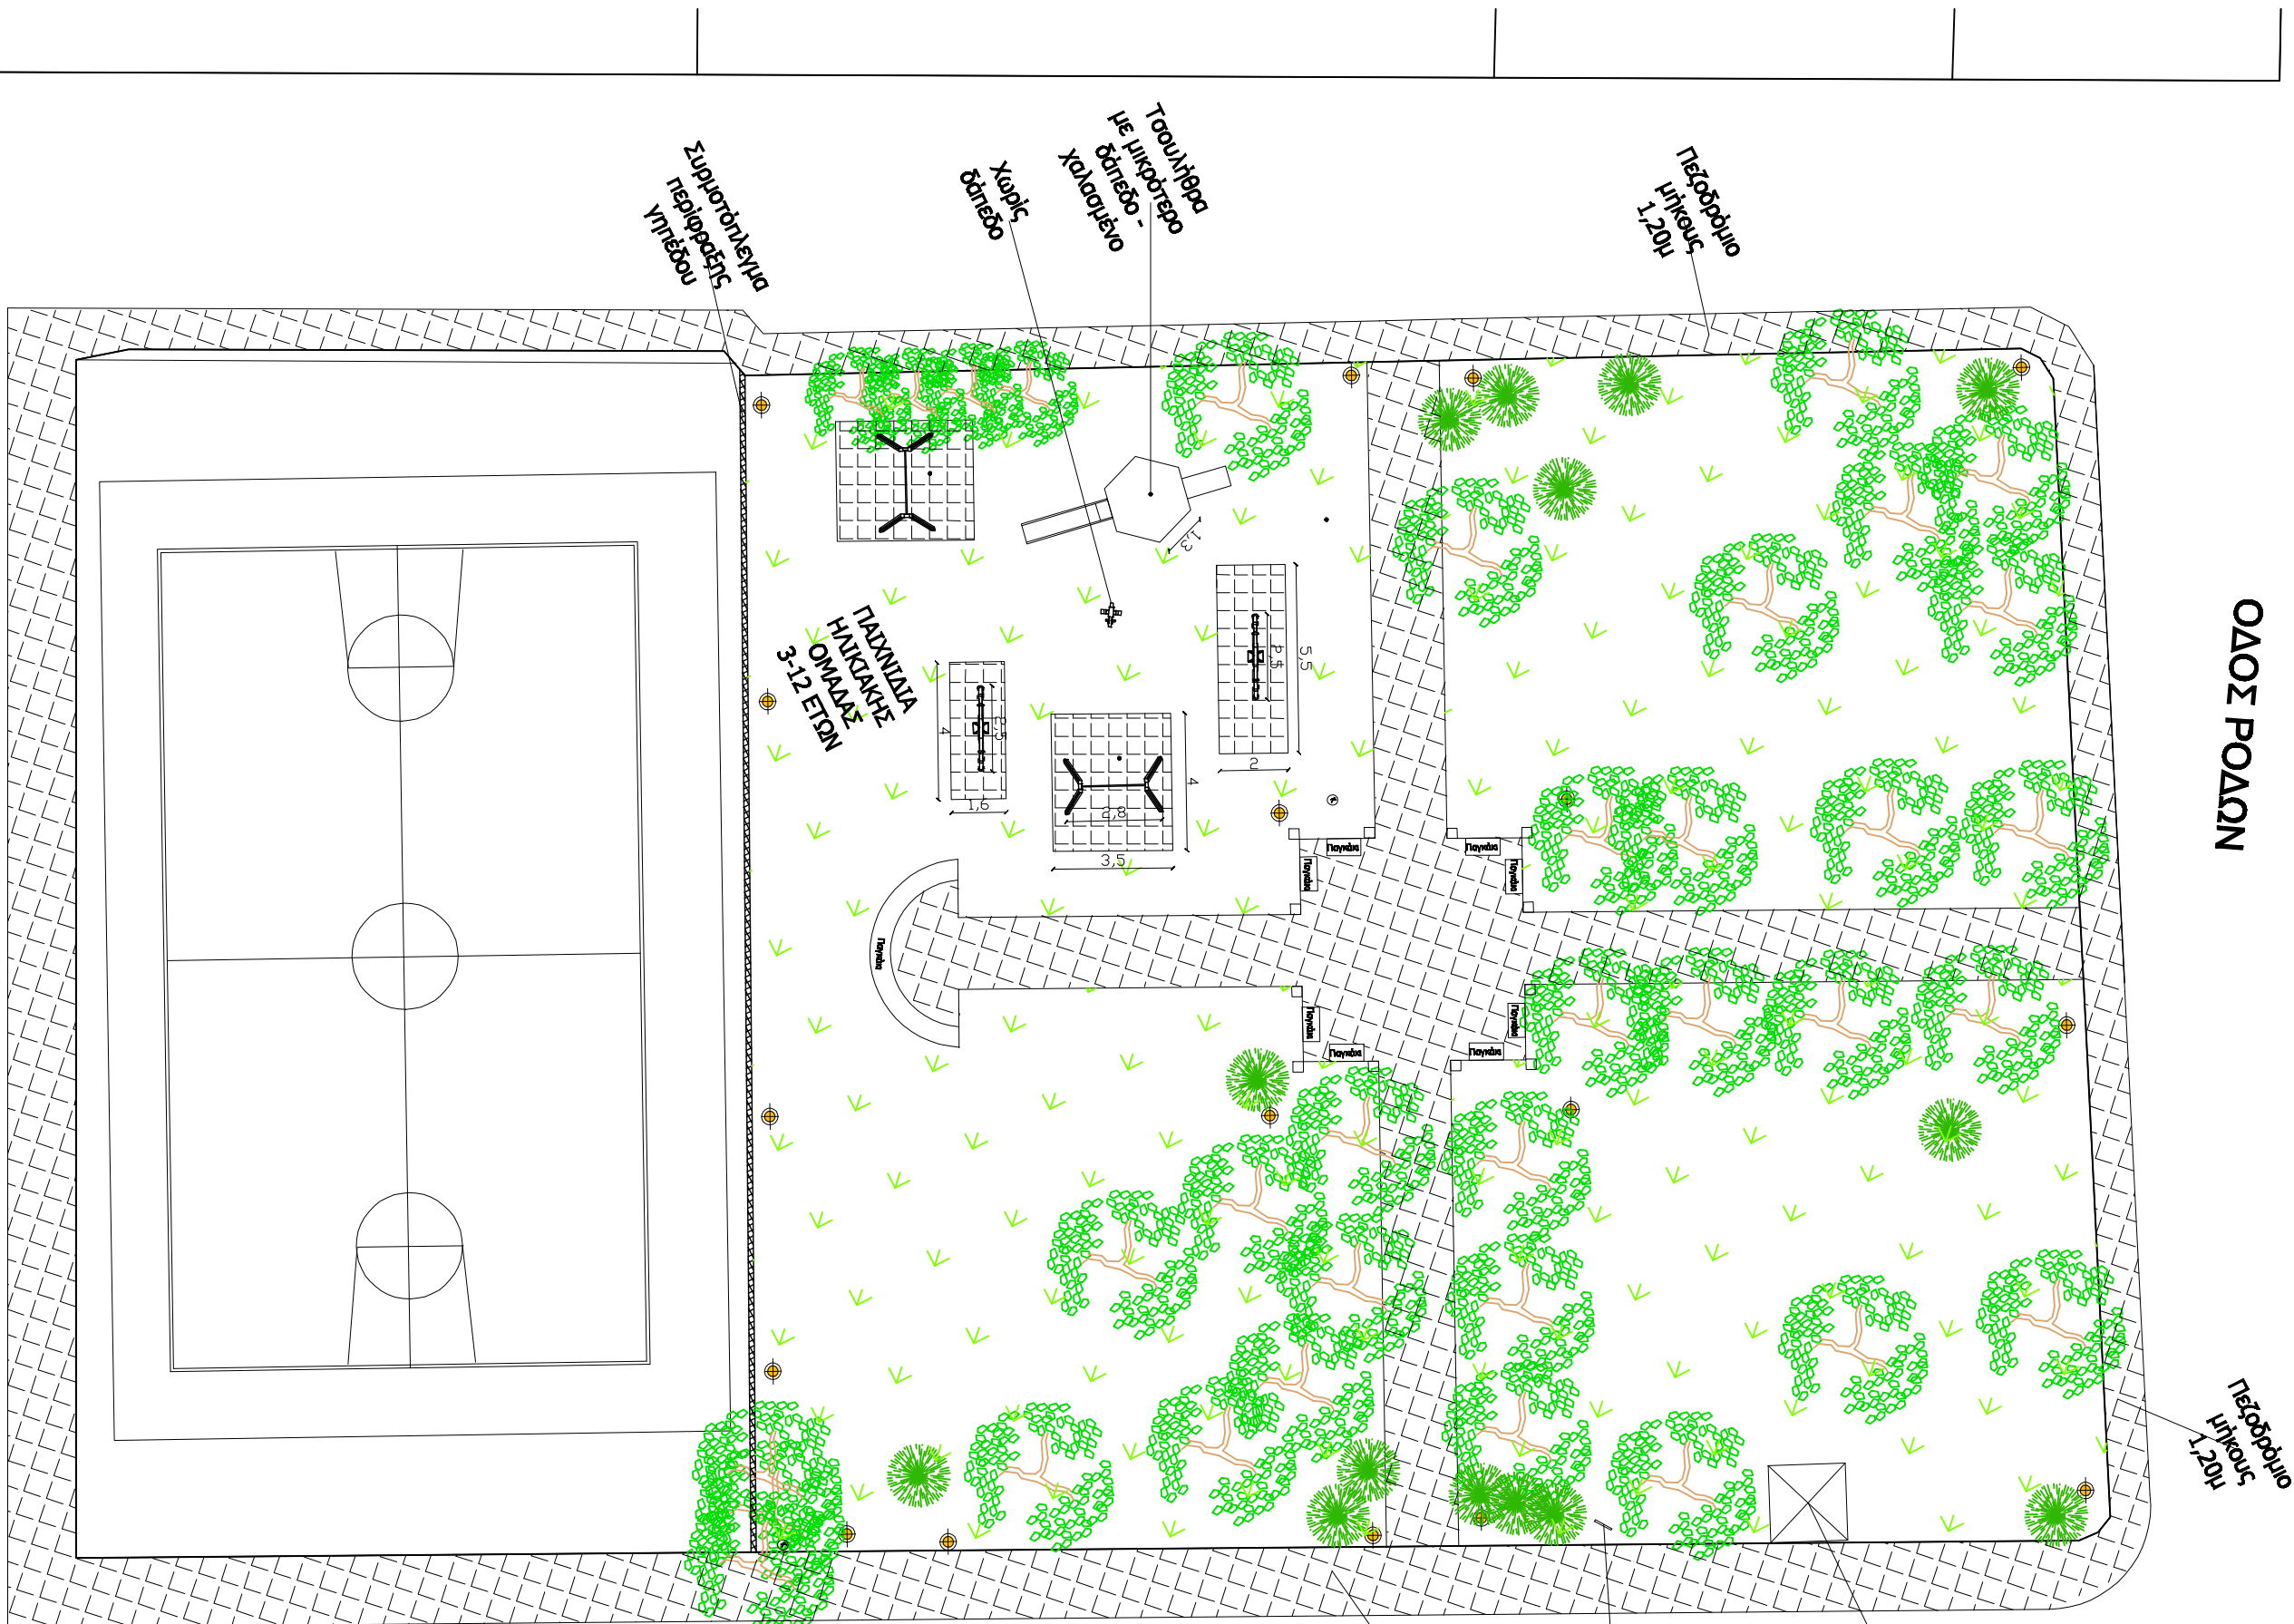 Συρματόπλεγμα
περίφραξης
γηπέδου
Χωρίς
δάπεδο
Τσουλήθρα
με μικρότερο
δάπεδο -
χαλασμένο
Πεζοδρόμιο
μήκους
1,20μ
ΟΔΟΣ ΡΟΔΩΝ
ΠΑΙΧΝΙΔΙΑ
ΗΛΙΚΙΑΚΗΣ
ΟΜΑΔΑΣ
3-12 ΕΤΩΝ
1,3
5,5
2,5
2
4
2,5
1,6
4
2,8
3,5
Παγκάκι
Παγκάκι
Παγκάκι
Παγκάκι
Παγκάκι
Παγκάκι
Παγκάκι
Παγκάκι
Παγκάκι
Πεζοδρόμιο
μήκους
1,20μ